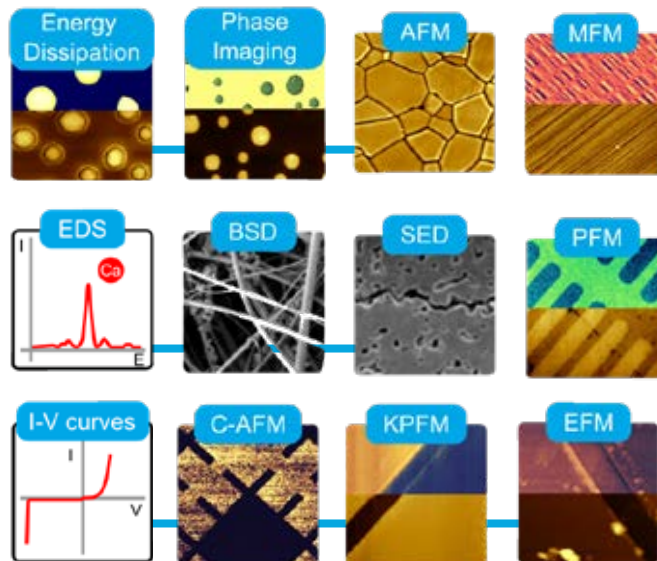 Energy
Dissipation
Phase
Imaging
AFM
MFM
EDS
I
Ca
E
BSD
SED
PFM
I-V curves
I
V
C-AFM
KPFM
EFM